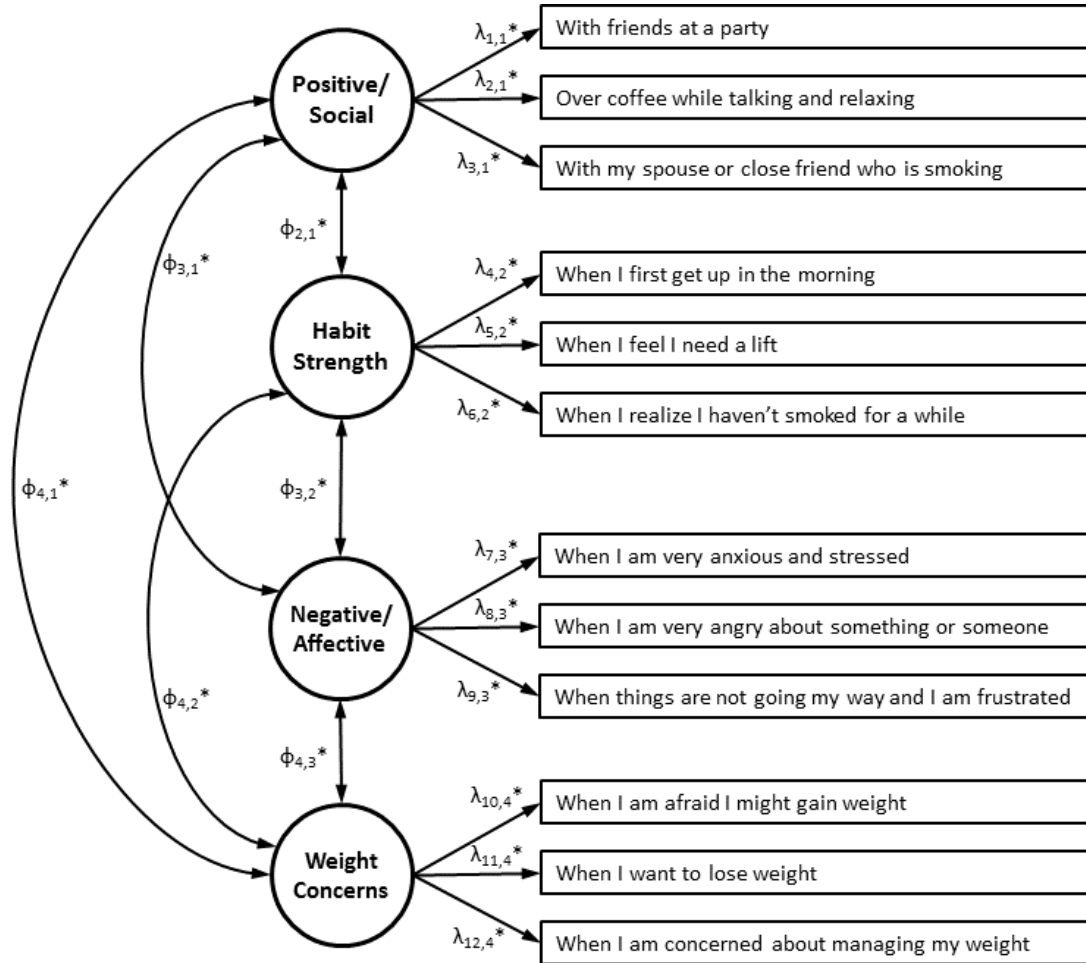 Positive/
Social
λ1,1*
With friends at a party
λ2,1*
Over coffee while talking and relaxing
λ3,1*
With my spouse or close friend who is smoking
ϕ2,1*
ϕ3,1*
Habit
Strength
λ4,2*
When I first get up in the morning
λ5,2*
When I feel I need a lift
λ6,2*
When I realize I haven’t smoked for a while
ϕ4,1*
ϕ3,2*
Negative/
Affective
λ7,3*
When I am very anxious and stressed
λ8,3*
When I am very angry about something or someone
λ9,3*
When things are not going my way and I am frustrated
ϕ4,2*
ϕ4,3*
Weight
Concerns
λ10,4*
When I am afraid I might gain weight
λ11,4*
When I want to lose weight
λ12,4*
When I am concerned about managing my weight